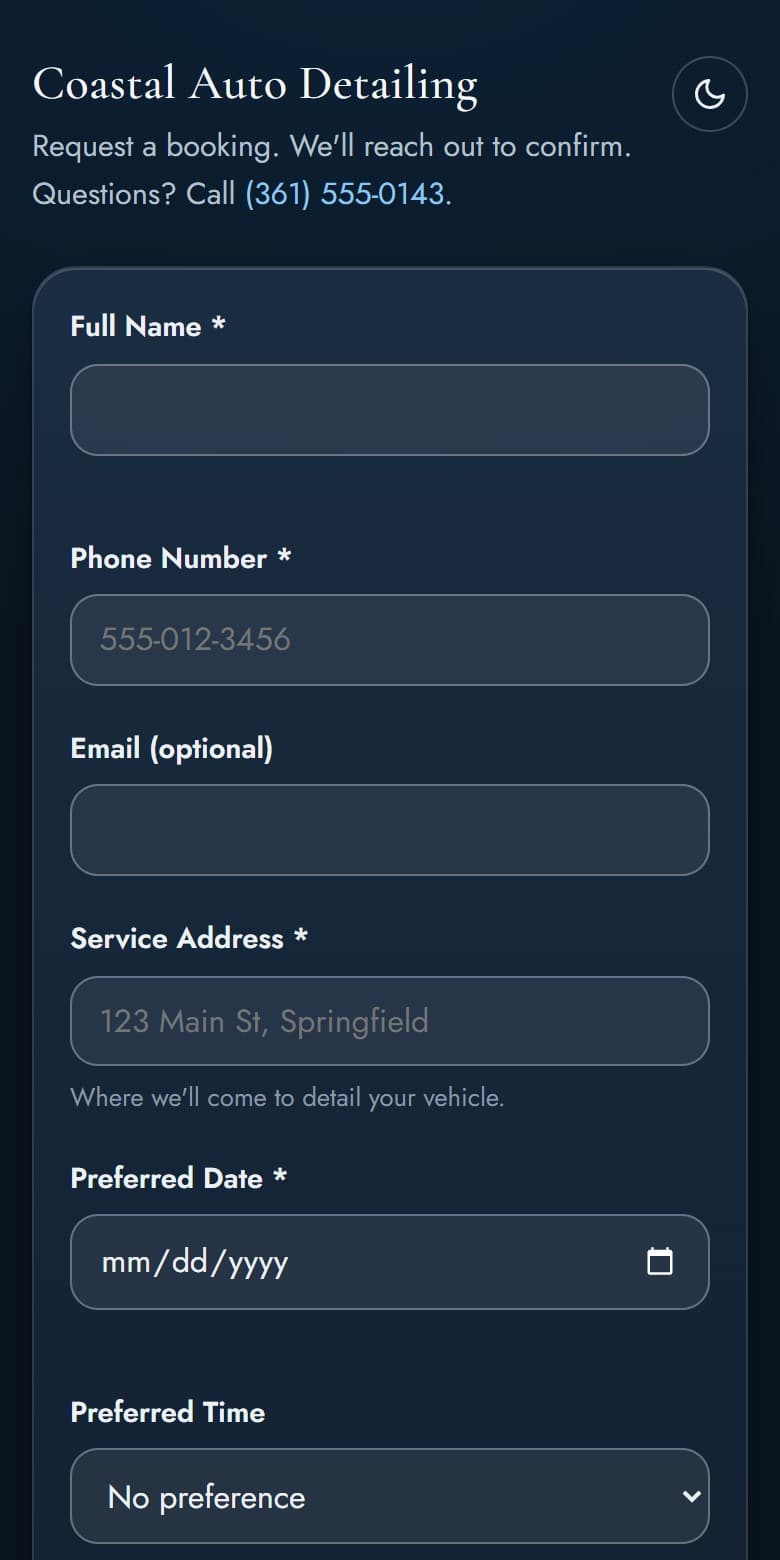 Coastal Auto Detailing
Request a booking. We'll reach out to confirm.
Questions? Call (361) 555-0143.
Full Name *
Phone Number *
555-012-3456
Email (optional)
Service Address *
123 Main St, Springfield
Where we'll come to detail your vehicle.
Preferred Date *
mm/dd/yyyy
Preferred Time
No preference